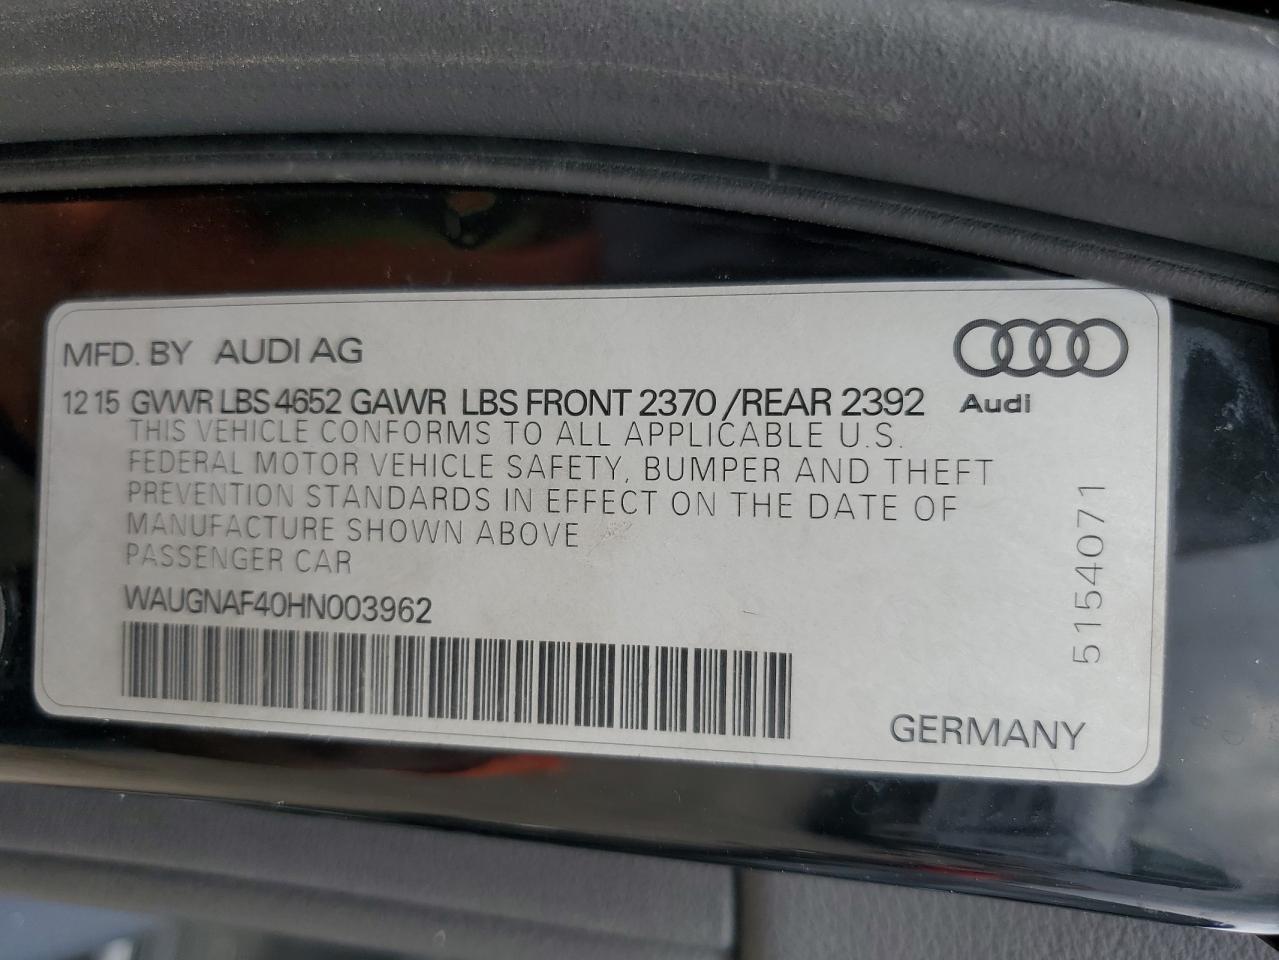 MFD. BY AUDI AG
12 15 GVWR LBS 4652 GAWR LBS FRONT 2370 /REAR 2392
Audi
THIS VEHICLE CONFORMS TO ALL APPLICABLE U.S.
FEDERAL MOTOR VEHICLE SAFETY, BUMPER AND THEFT
PREVENTION STANDARDS IN EFFECT ON THE DATE OF
MANUFACTURE SHOWN ABOVE
PASSENGER CAR
WAUGNAF40HN003962
5154071
GERMANY